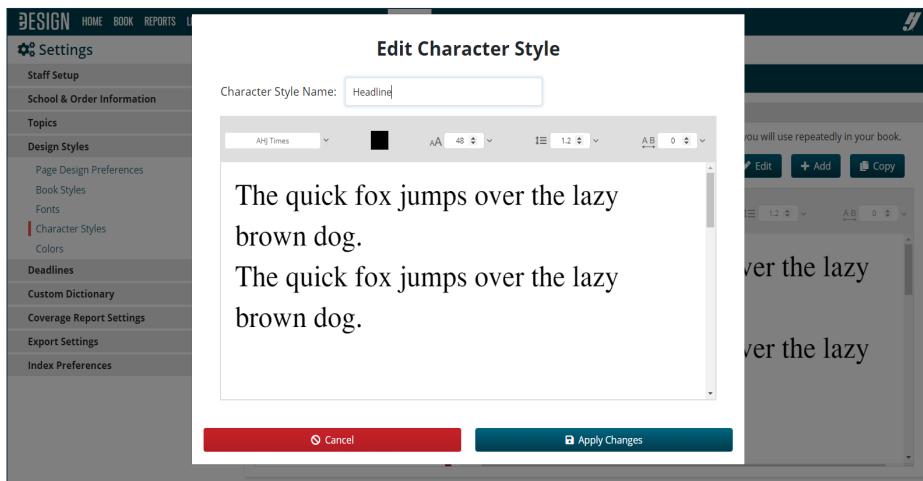 DESIGN HOME BOOK REPORTS
Settings
Staff Setup
School & Order Information
Topics
Design Styles
Page Design Preferences
Book Styles
Fonts
Character Styles
Colors
Deadlines
Custom Dictionary
Coverage Report Settings
Export Settings
Index Preferences
Edit Character Style
Character Style Name: Headline
AHJ Times AA 48 1.2 AB 0
The quick fox jumps over the lazy
brown dog.
The quick fox jumps over the lazy
brown dog.
Cancel Apply Changes
you will use repeatedly in your book.
Edit Add Copy
1.2 AB 0
ver the lazy
ver the lazy